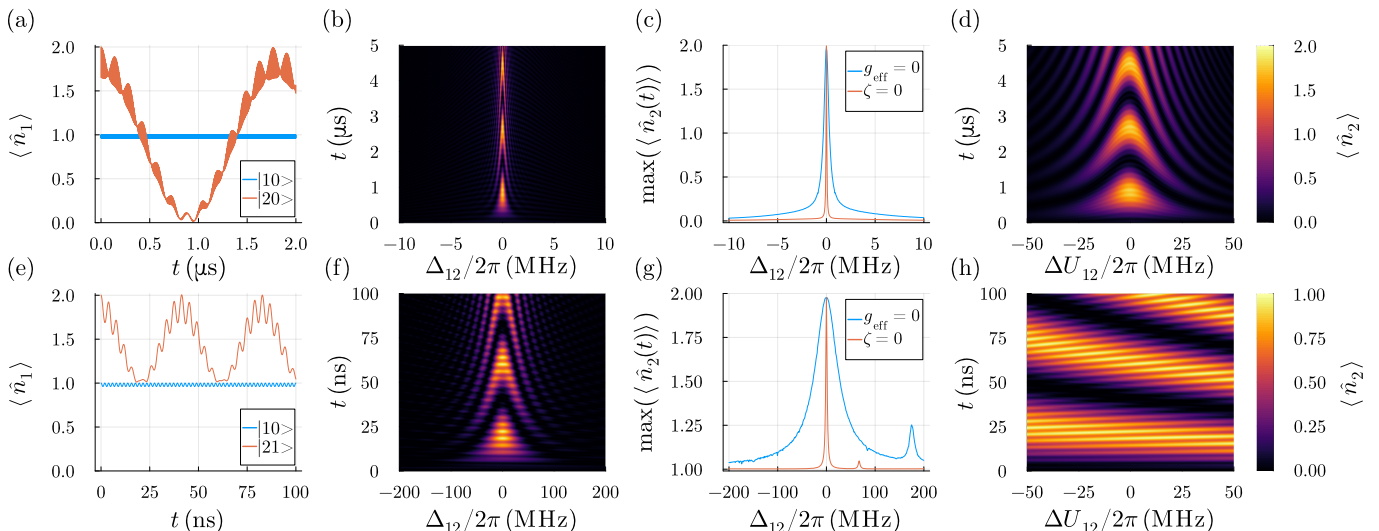 (a)
⟨ n̂₁ ⟩
2.0
1.5
1.0
0.5
0.0
|10>
|20>
0.0 0.5 1.0 1.5 2.0
t (μs)
(b)
t (μs)
5
4
3
2
1
0
−10 −5 0 5 10
Δ₁₂/2π (MHz)
(c)
max(⟨n̂₂(t)⟩)
2.0
1.5
1.0
0.5
0.0
g_eff = 0
ζ = 0
−10 −5 0 5 10
Δ₁₂/2π (MHz)
(d)
t (μs)
5
4
3
2
1
0
−50 −25 0 25 50
ΔU₁₂/2π (MHz)
2.0
1.5
1.0
0.5
0.0
⟨ n̂₂ ⟩
(e)
⟨ n̂₁ ⟩
2.0
1.5
1.0
0.5
0.0
|10>
|21>
0 25 50 75 100
t (ns)
(f)
t (ns)
100
75
50
25
0
−200 −100 0 100 200
Δ₁₂/2π (MHz)
(g)
max(⟨n̂₂(t)⟩)
2.00
1.75
1.50
1.25
1.00
g_eff = 0
ζ = 0
−200 −100 0 100 200
Δ₁₂/2π (MHz)
(h)
t (ns)
100
75
50
25
0
−50 −25 0 25 50
ΔU₁₂/2π (MHz)
1.00
0.75
0.50
0.25
0.00
⟨ n̂₂ ⟩